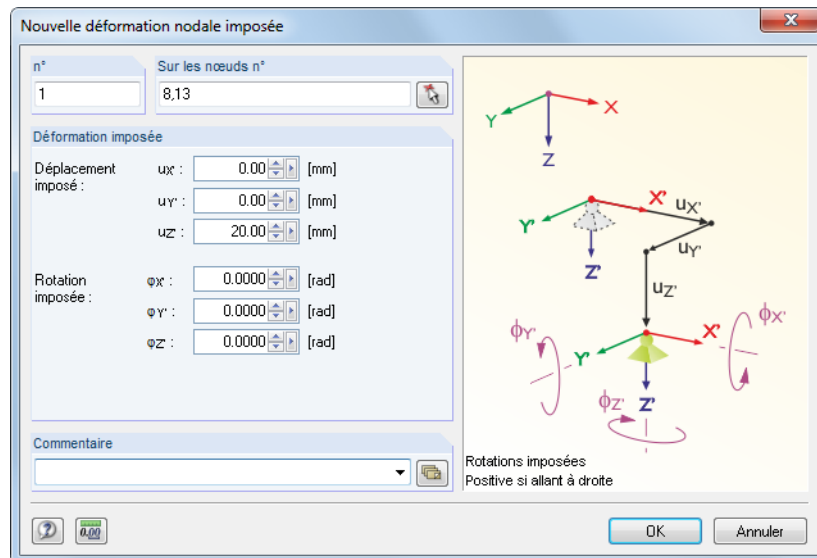 Nouvelle déformation nodale imposée
n°
Sur les nœuds n°
1
8,13
Déformation imposée
Déplacement imposé :
uX' : 0.00 [mm]
uY' : 0.00 [mm]
uZ' : 20.00 [mm]
Rotation imposée :
φX' : 0.0000 [rad]
φY' : 0.0000 [rad]
φZ' : 0.0000 [rad]
Commentaire
X
Y
Z
X'
uX'
Y'
uY'
Z'
uZ'
ϕX'
ϕY'
X'
Y'
ϕZ'
Z'
Rotations imposées
Positive si allant à droite
0.00
OK
Annuler